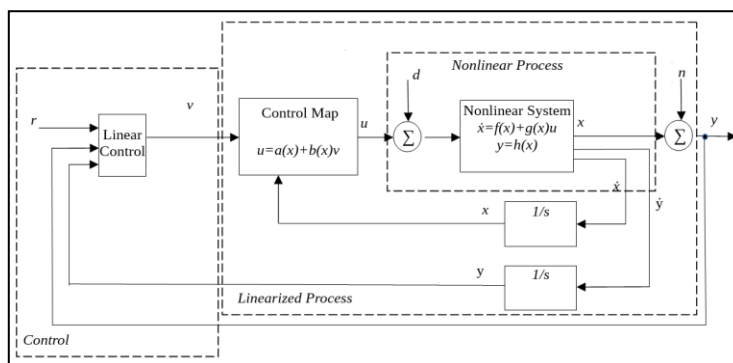 Nonlinear Process
d
n
v
r
Linear
Control
Control Map
u=a(x)+b(x)v
u
∑
Nonlinear System
ẋ=f(x)+g(x)u
y=h(x)
x
∑
y
ẋ
ẏ
x
1/s
y
1/s
Linearized Process
Control